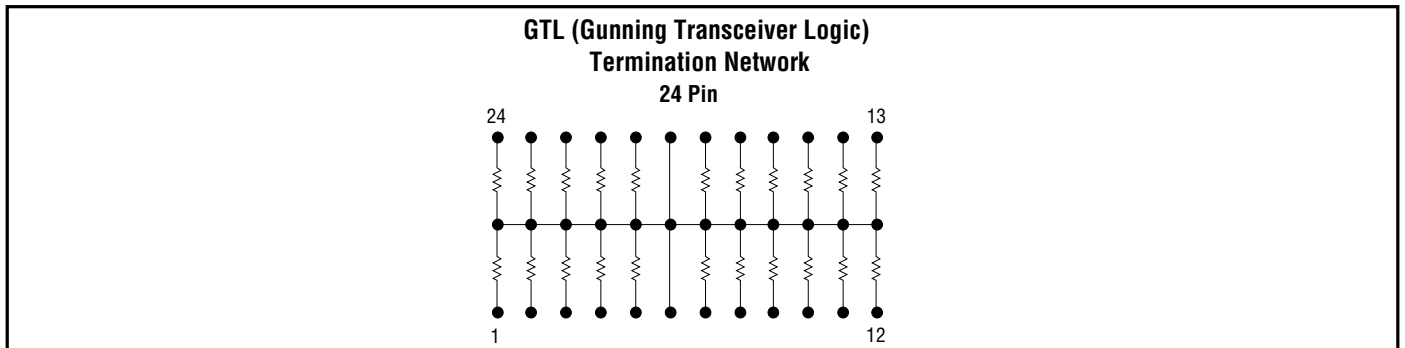 GTL (Gunning Transceiver Logic)
Termination Network
24 Pin
24 13
1 12